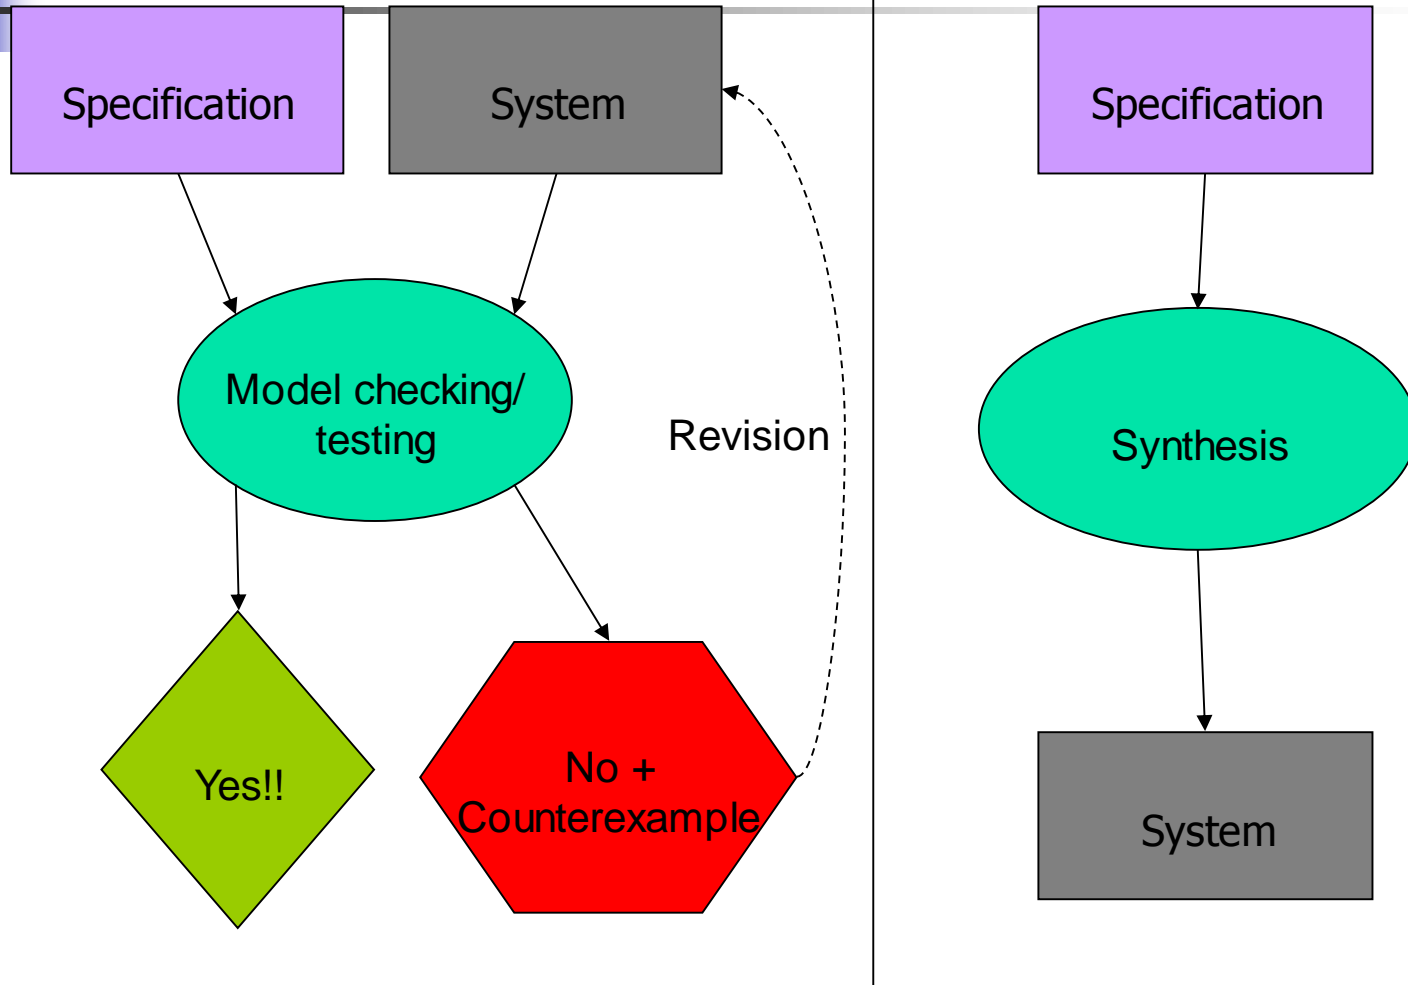 Specification
System
Model checking/
testing
Revision
Yes!!
No +
Counterexample
Specification
Synthesis
System